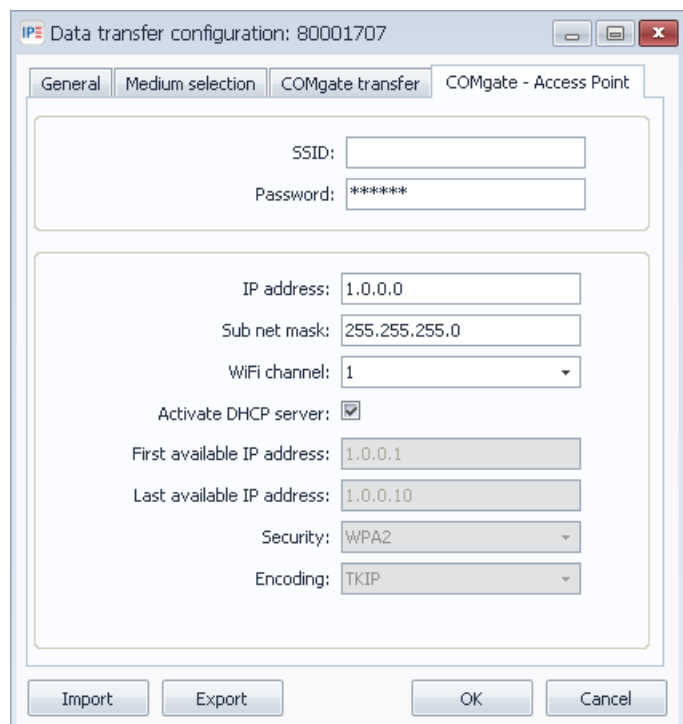 IPE Data transfer configuration: 80001707
General Medium selection COMgate transfer COMgate - Access Point
SSID:
Password: ******
IP address: 1.0.0.0
Sub net mask: 255.255.255.0
WiFi channel: 1
Activate DHCP server:
First available IP address: 1.0.0.1
Last available IP address: 1.0.0.10
Security: WPA2
Encoding: TKIP
Import Export OK Cancel